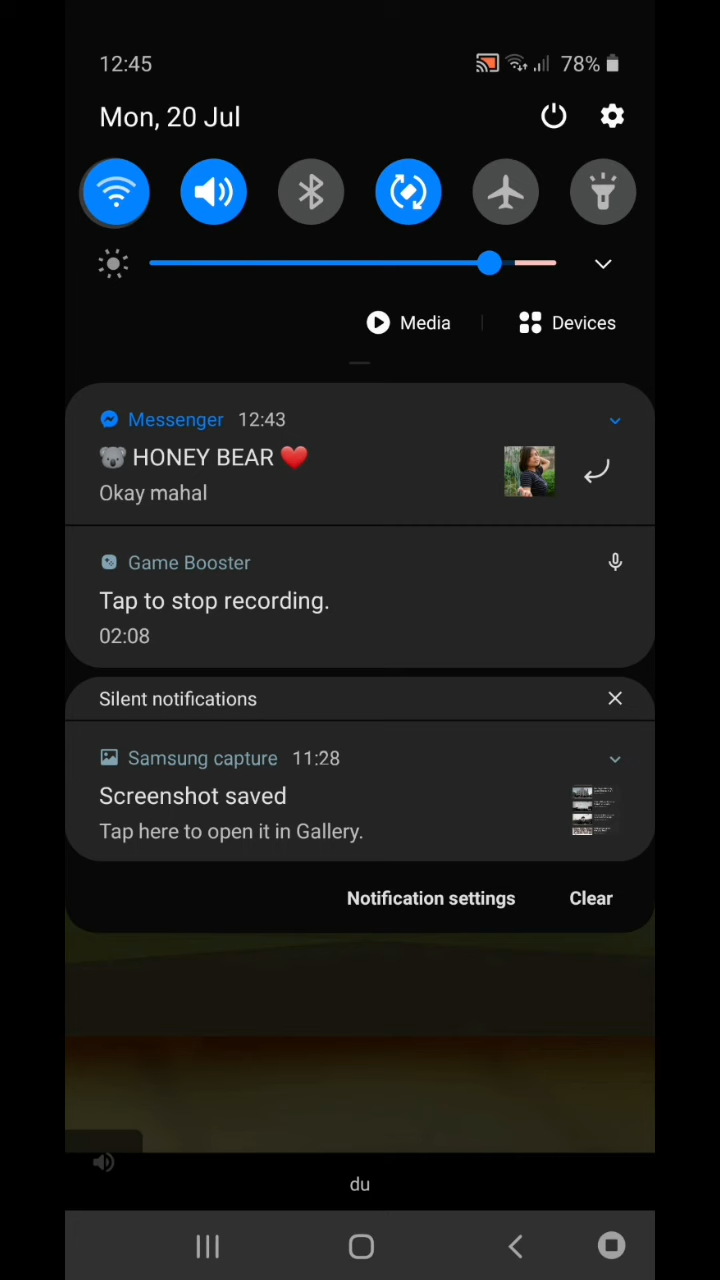 12:45 78%
Mon, 20 Jul
Media Devices
Messenger 12:43
🐨 HONEY BEAR ❤️
Okay mahal
Game Booster
Tap to stop recording.
02:08
Silent notifications
Samsung capture 11:28
Screenshot saved
Tap here to open it in Gallery.
Notification settings Clear
du